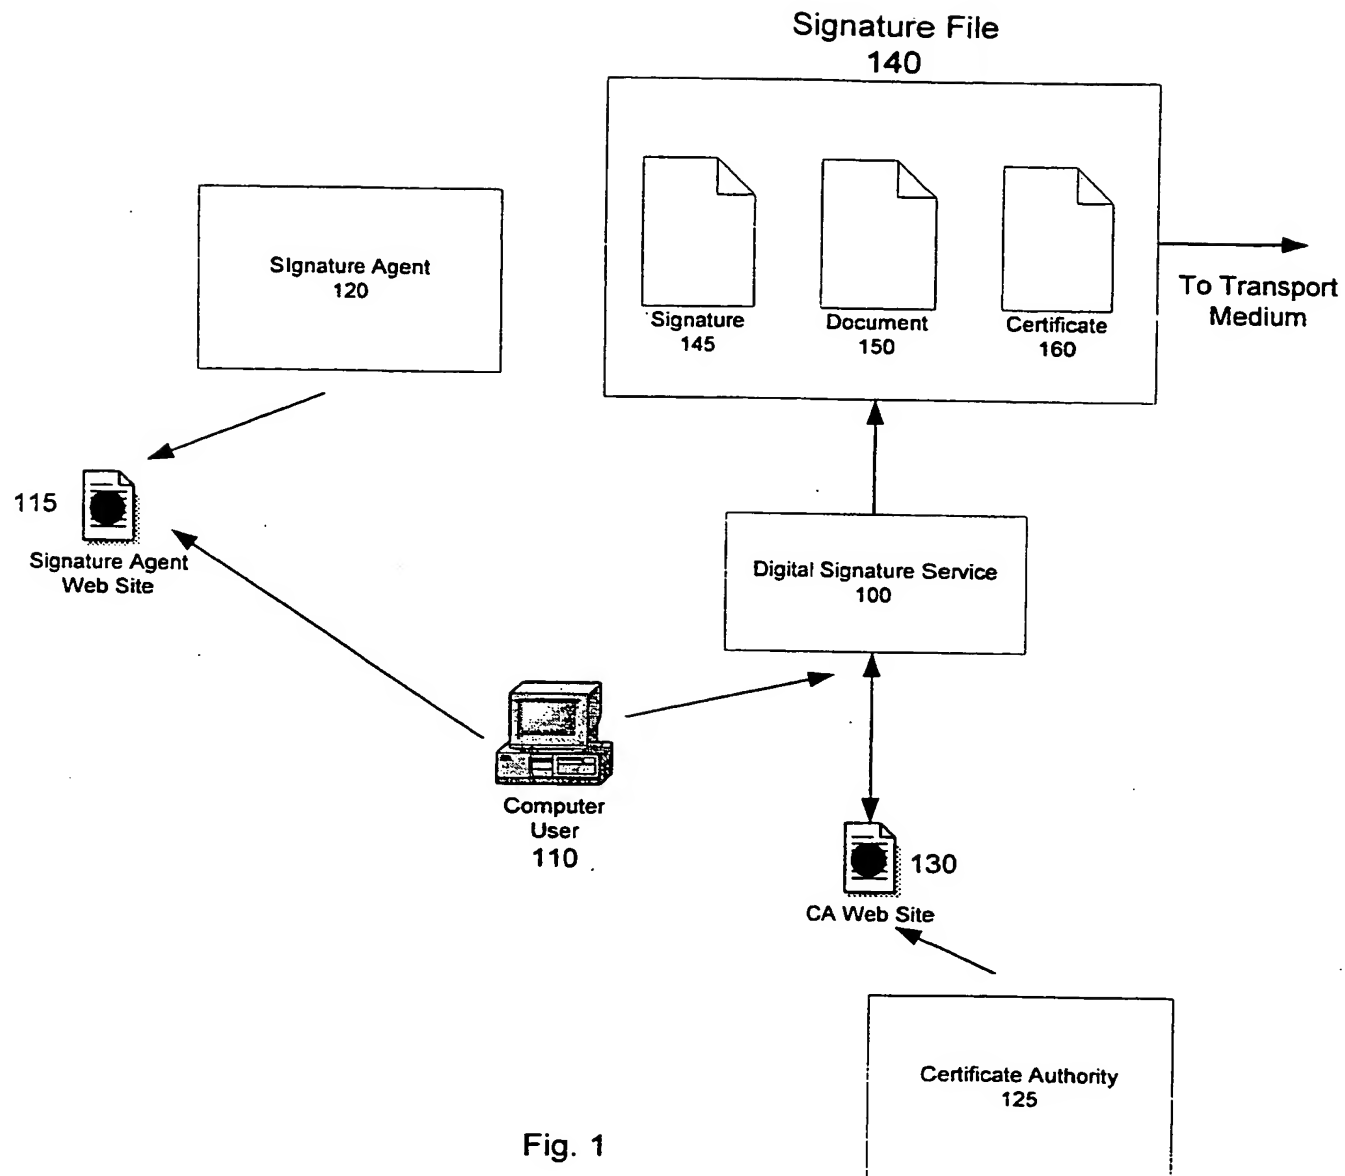 Signature File
140
Signature Agent
120
Signature
145
Document
150
Certificate
160
To Transport
Medium
115
Signature Agent
Web Site
Digital Signature Service
100
Computer
User
110
130
CA Web Site
Certificate Authority
125
Fig. 1